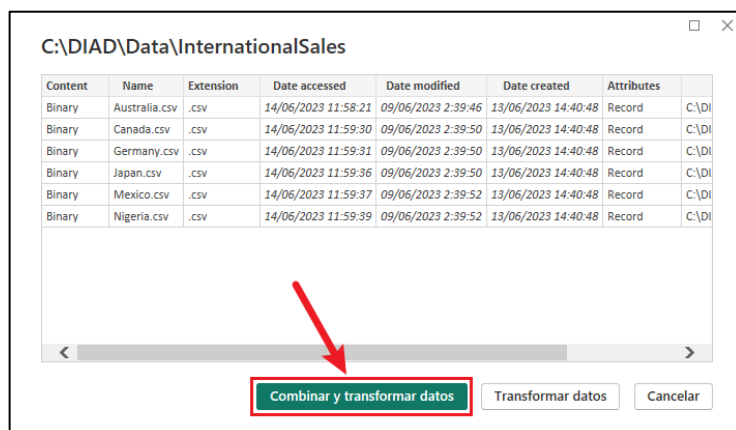 C:\DIAD\Data\InternationalSales
Content Name Extension Date accessed Date modified Date created Attributes
Binary Australia.csv .csv 14/06/2023 11:58:21 09/06/2023 2:39:46 13/06/2023 14:40:48 Record C:\DI
Binary Canada.csv .csv 14/06/2023 11:59:30 09/06/2023 2:39:50 13/06/2023 14:40:48 Record C:\DI
Binary Germany.csv .csv 14/06/2023 11:59:31 09/06/2023 2:39:50 13/06/2023 14:40:48 Record C:\DI
Binary Japan.csv .csv 14/06/2023 11:59:36 09/06/2023 2:39:50 13/06/2023 14:40:48 Record C:\DI
Binary Mexico.csv .csv 14/06/2023 11:59:37 09/06/2023 2:39:52 13/06/2023 14:40:48 Record C:\DI
Binary Nigeria.csv .csv 14/06/2023 11:59:39 09/06/2023 2:39:52 13/06/2023 14:40:48 Record C:\DI
Combinar y transformar datos Transformar datos Cancelar